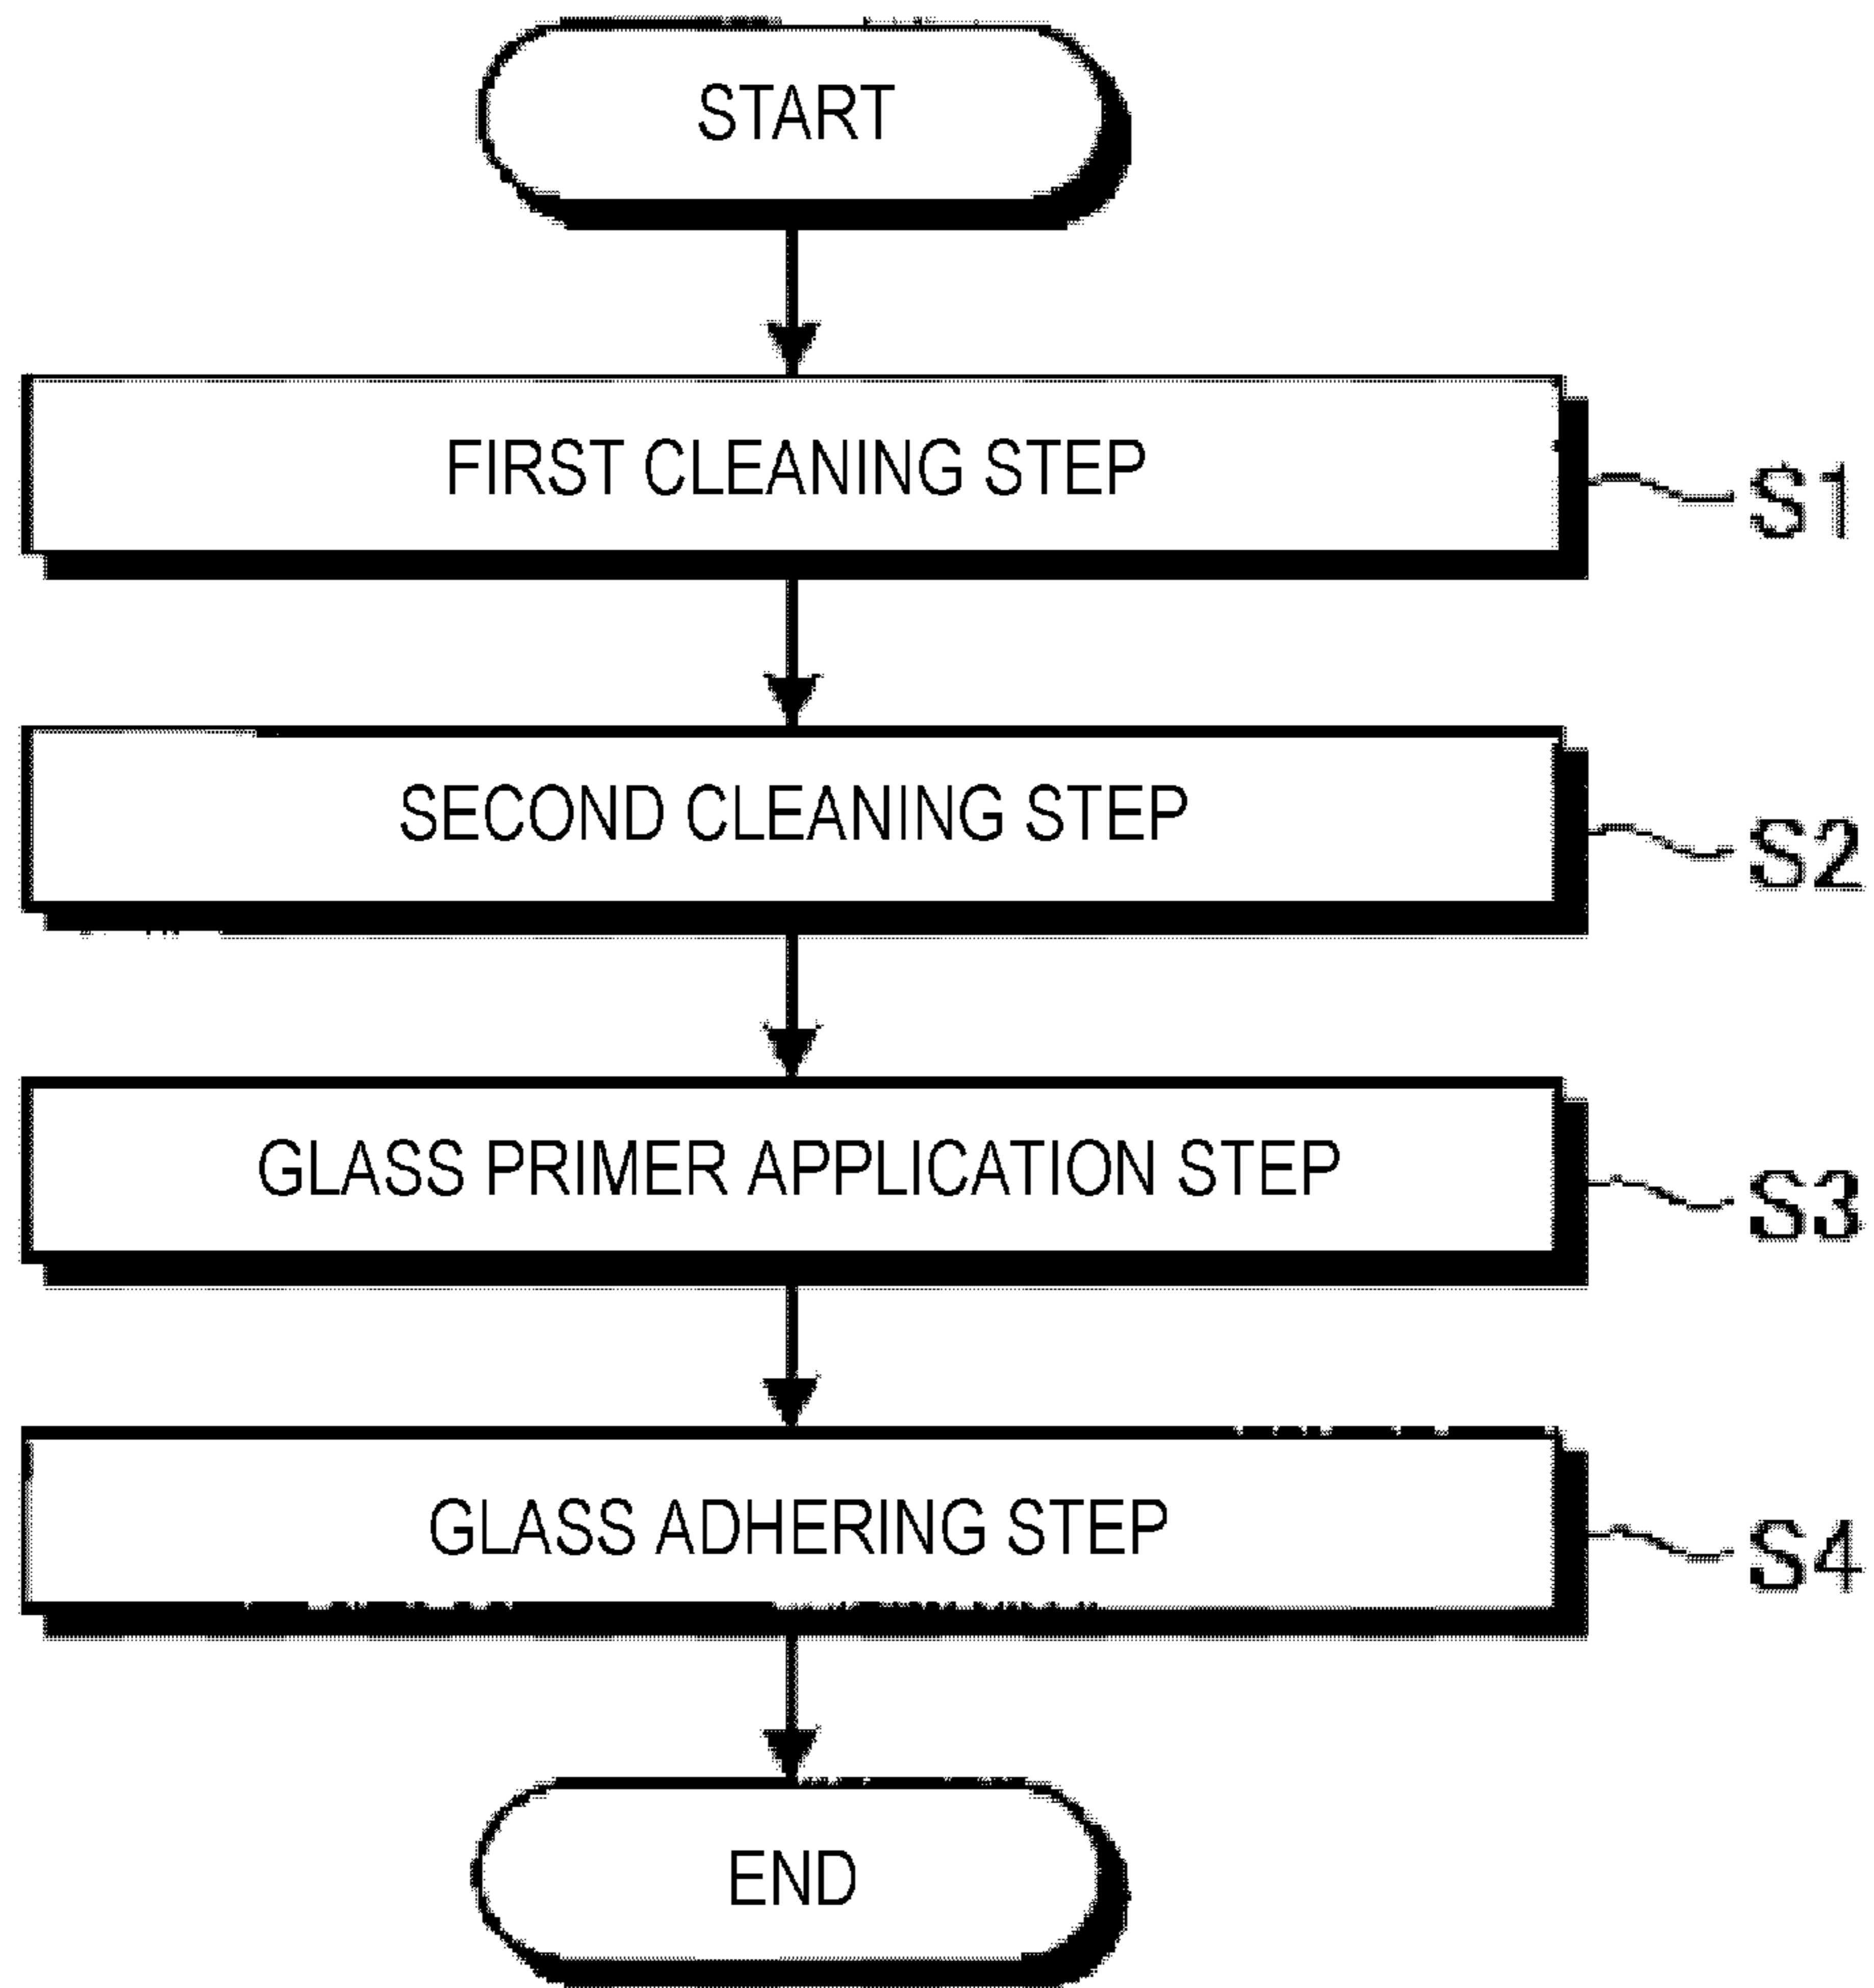 START
FIRST CLEANING STEP
S1
SECOND CLEANING STEP
S2
GLASS PRIMER APPLICATION STEP
S3
GLASS ADHERING STEP
S4
END